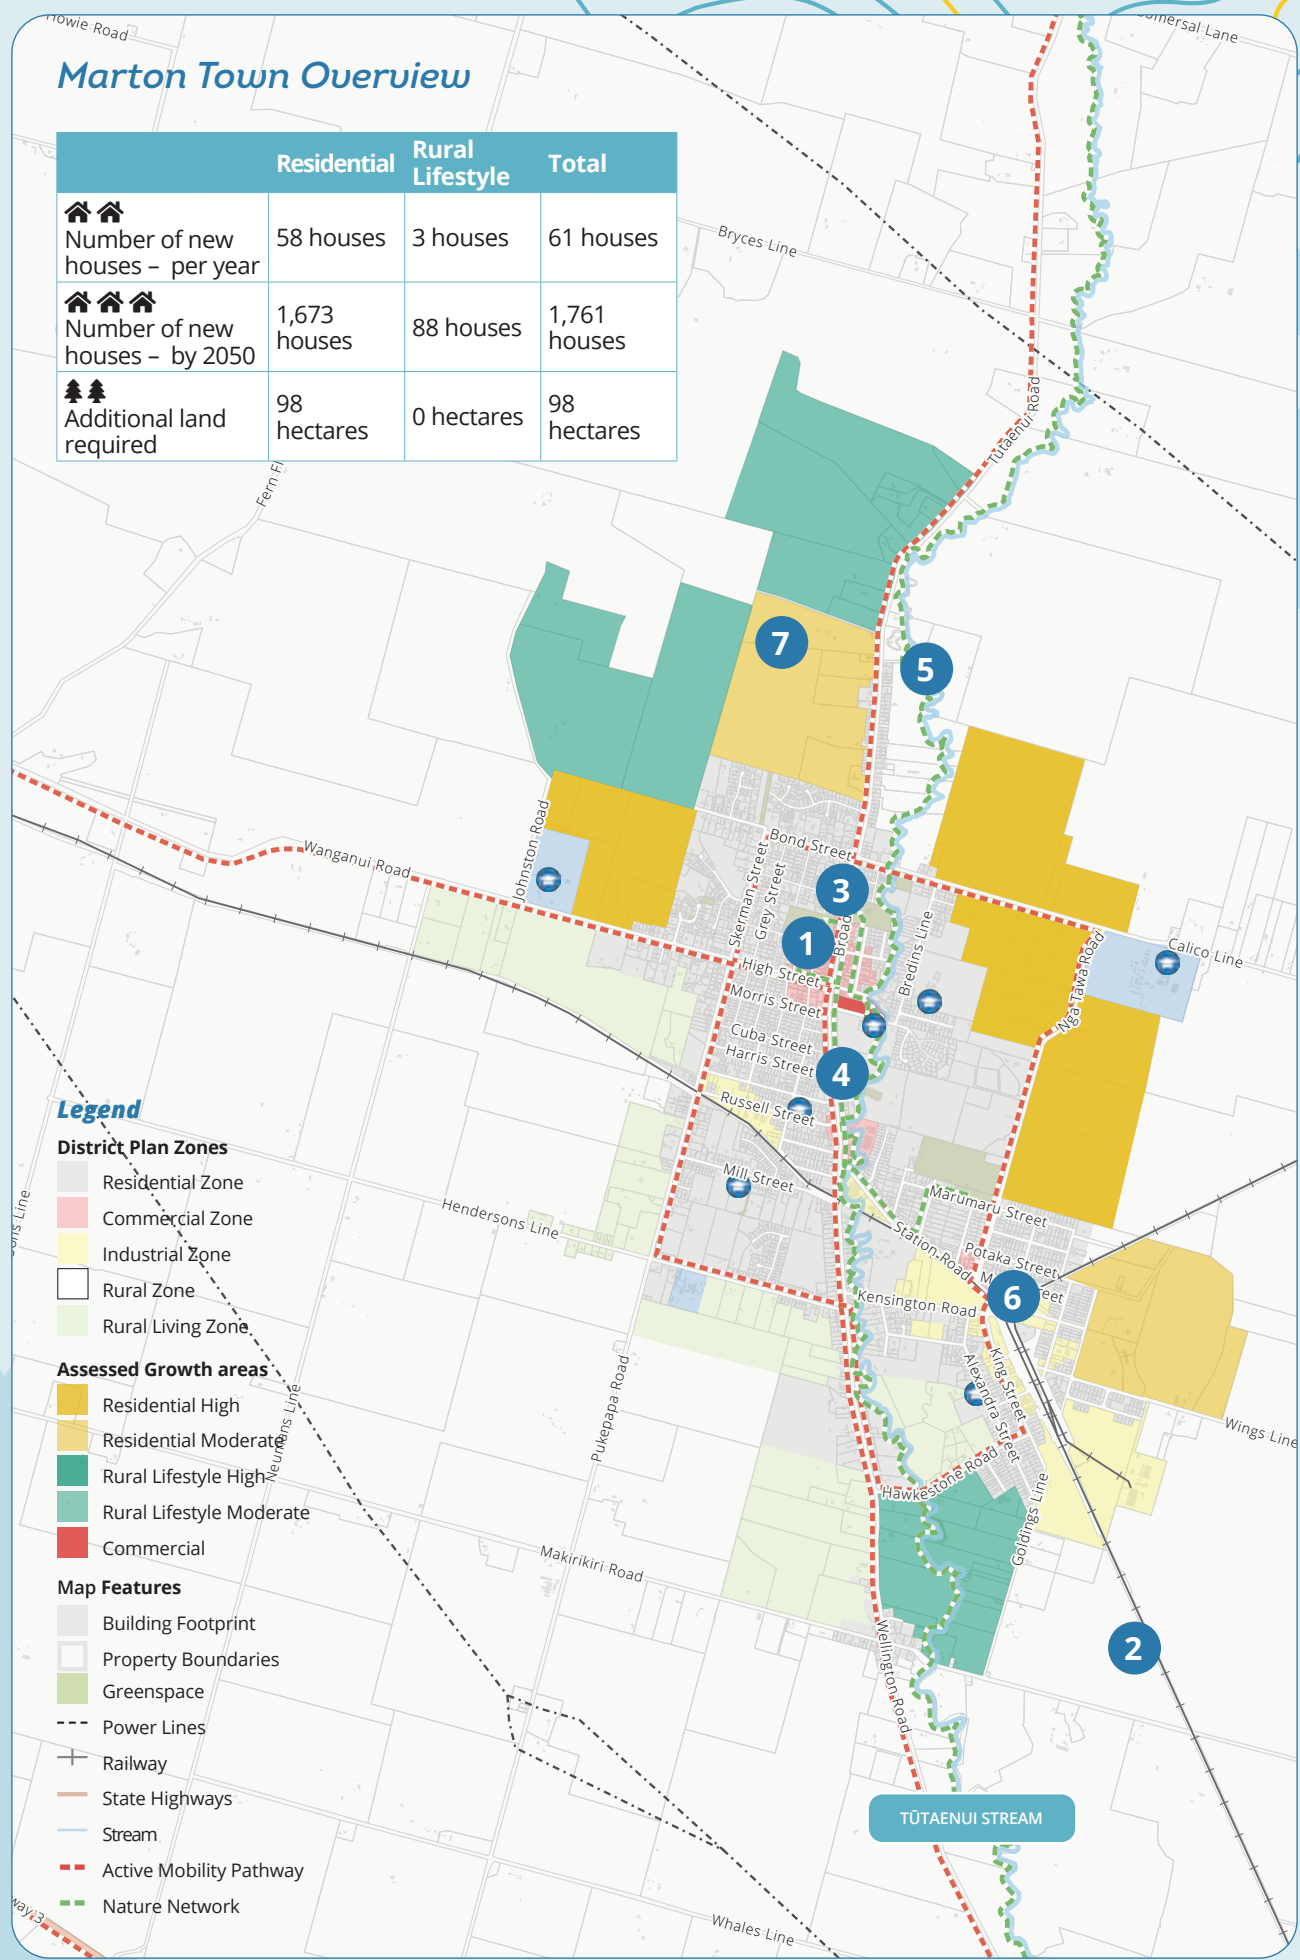 Howie Road
omersal Lane
Marton Town Overview
Residential
Rural
Lifestyle
Total
Number of new
houses – per year
58 houses
3 houses
61 houses
Number of new
houses – by 2050
1,673
houses
88 houses
1,761
houses
Additional land
required
98
hectares
0 hectares
98
hectares
Bryces Line
Tutaenui Road
Fern Fl
7
5
Johnston Road
Wanganui Road
Bond Street
Skerman Street
Grey Street
3
1
Broad
Bredins Line
Calico Line
Nga Tawa Road
High Street
Morris Street
Cuba Street
Harris Street
4
Russell Street
Mill Street
Marumaru Street
Hendersons Line
Station Road
Potaka Street
M
Street
6
Kensington Road
King Street
Alexandra Street
Pukepapa Road
Wings Line
Hawkestone Road
Goldings Line
Makirikiri Road
Neumans Line
ons Line
2
Wellington Road
TŪTAENUI STREAM
Whales Line
way 3
Legend
District Plan Zones
Residential Zone
Commercial Zone
Industrial Zone
Rural Zone
Rural Living Zone
Assessed Growth areas
Residential High
Residential Moderate
Rural Lifestyle High
Rural Lifestyle Moderate
Commercial
Map Features
Building Footprint
Property Boundaries
Greenspace
Power Lines
Railway
State Highways
Stream
Active Mobility Pathway
Nature Network